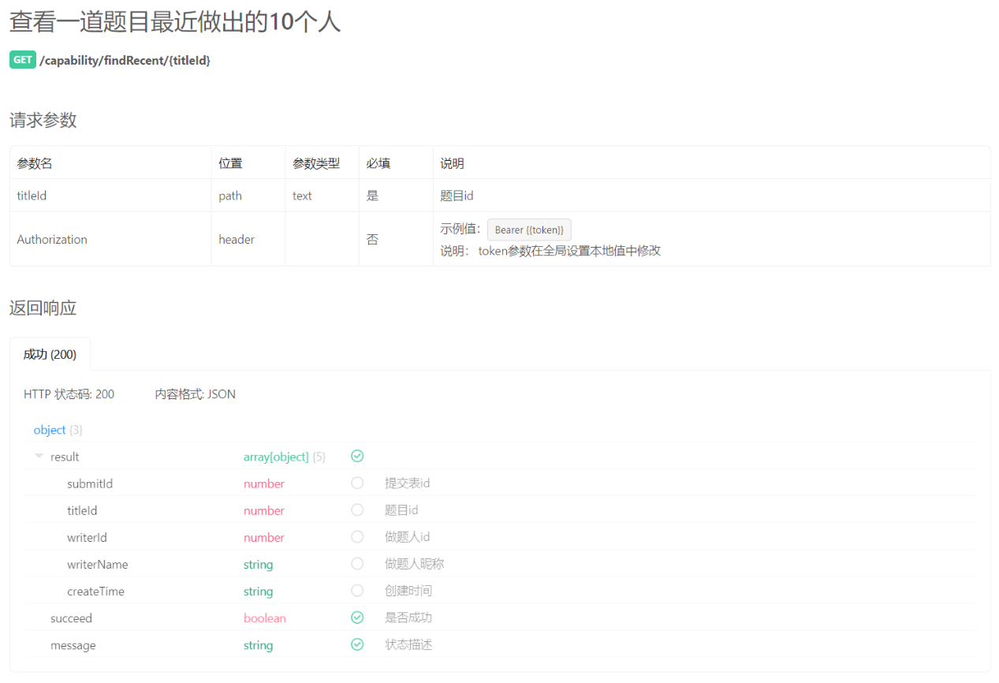 查看一道题目最近做出的10个人
GET /capability/findRecent/{titleId}
请求参数
参数名 位置 参数类型 必填 说明
titleId path text 是 题目id
Authorization header 否 示例值： Bearer {{token}}
说明： token参数在全局设置本地值中修改
返回响应
成功 (200)
HTTP 状态码: 200 内容格式: JSON
object {3}
result array[object] {5}
submitId number 提交表id
titleId number 题目id
writerId number 做题人id
writerName string 做题人昵称
createTime string 创建时间
succeed boolean 是否成功
message string 状态描述